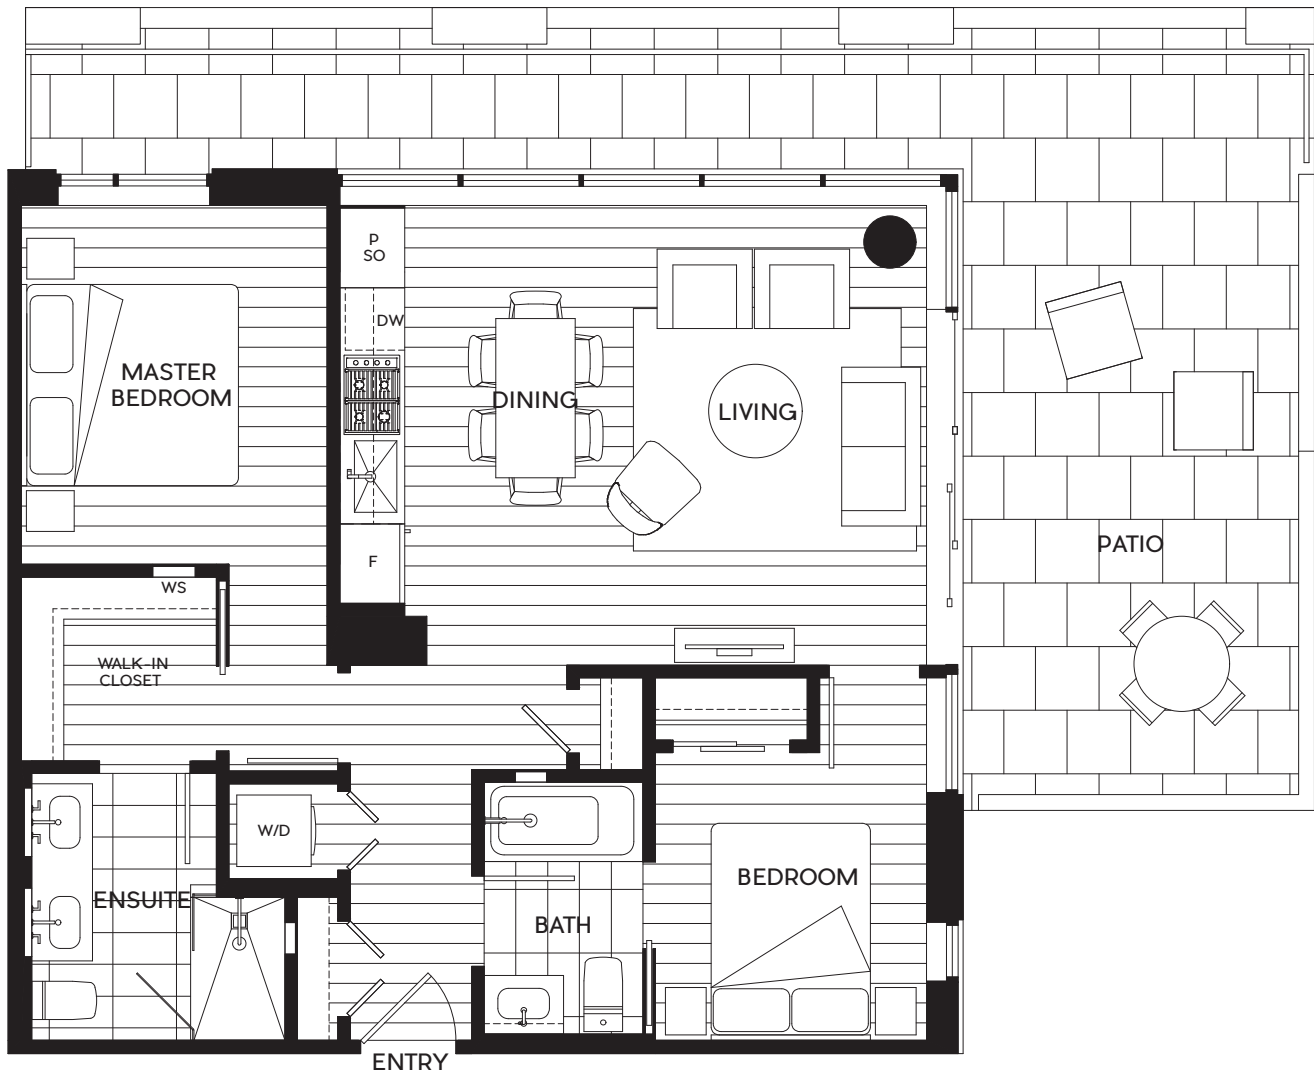 P
SO
DW
MASTER
BEDROOM
DINING
LIVING
F
PATIO
WS
WALK-IN
CLOSET
W/D
ENSUITE
BATH
BEDROOM
ENTRY